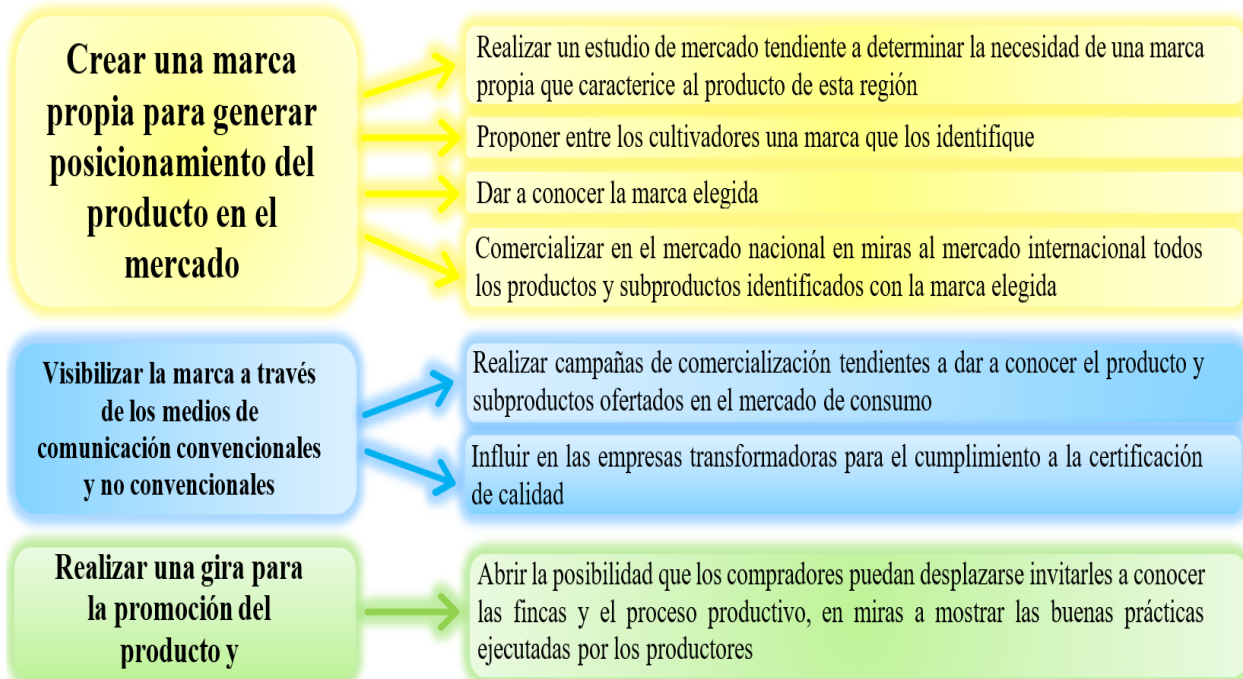 Crear una marca
propia para generar
posicionamiento del
producto en el
mercado
Realizar un estudio de mercado tendiente a determinar la necesidad de una marca
propia que caracterice al producto de esta región
Proponer entre los cultivadores una marca que los identifique
Dar a conocer la marca elegida
Comercializar en el mercado nacional en miras al mercado internacional todos
los productos y subproductos identificados con la marca elegida
Visibilizar la marca a través
de los medios de
comunicación convencionales
y no convencionales
Realizar campañas de comercialización tendientes a dar a conocer el producto y
subproductos ofertados en el mercado de consumo
Influir en las empresas transformadoras para el cumplimiento a la certificación
de calidad
Realizar una gira para
la promoción del
producto y
Abrir la posibilidad que los compradores puedan desplazarse invitarles a conocer
las fincas y el proceso productivo, en miras a mostrar las buenas prácticas
ejecutadas por los productores